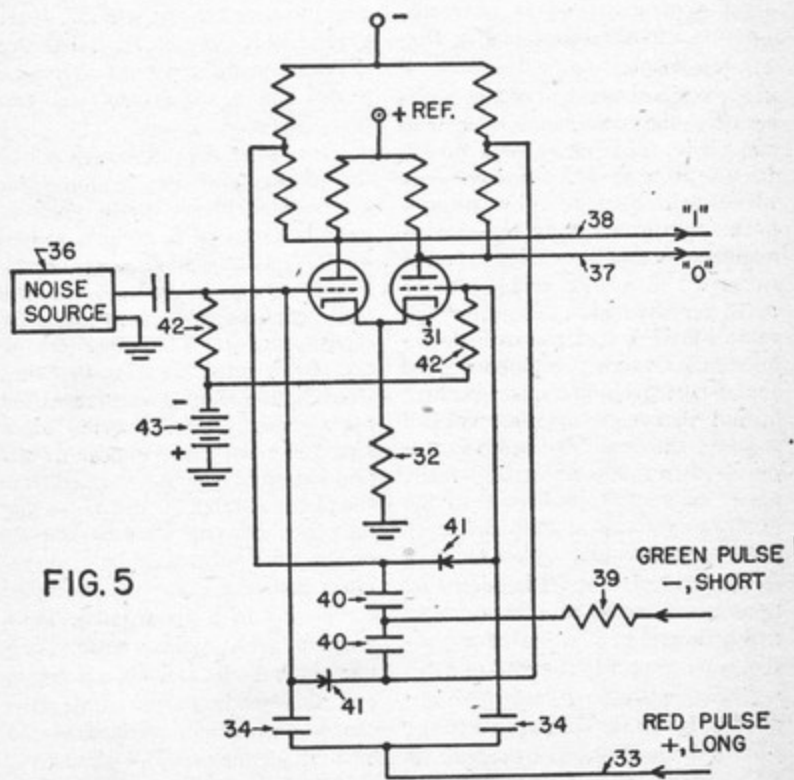 -
+ REF.
38
"1"
37
"0"
36
NOISE
SOURCE
42
31
42
-
43
+
32
41
GREEN PULSE
-, SHORT
39
FIG. 5
40
40
41
34
34
RED PULSE
+, LONG
33